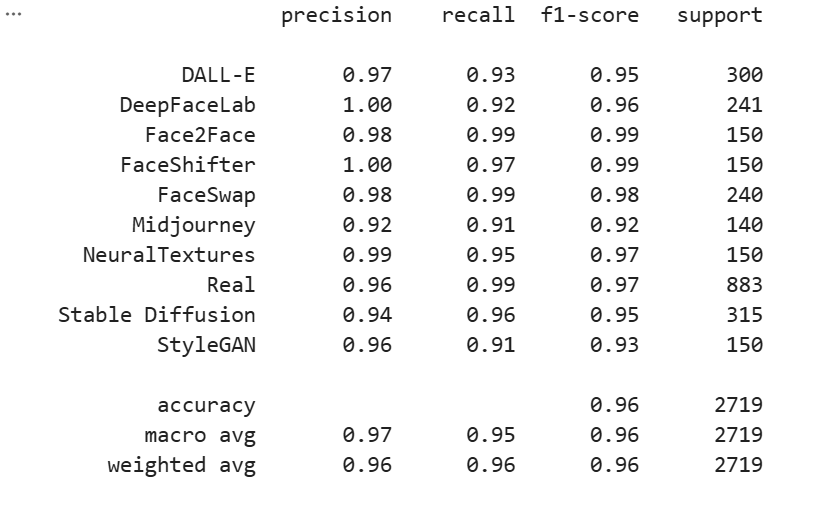 ... precision recall f1-score support
DALL-E 0.97 0.93 0.95 300
DeepFaceLab 1.00 0.92 0.96 241
Face2Face 0.98 0.99 0.99 150
FaceShifter 1.00 0.97 0.99 150
FaceSwap 0.98 0.99 0.98 240
Midjourney 0.92 0.91 0.92 140
NeuralTextures 0.99 0.95 0.97 150
Real 0.96 0.99 0.97 883
Stable Diffusion 0.94 0.96 0.95 315
StyleGAN 0.96 0.91 0.93 150
accuracy 0.96 2719
macro avg 0.97 0.95 0.96 2719
weighted avg 0.96 0.96 0.96 2719